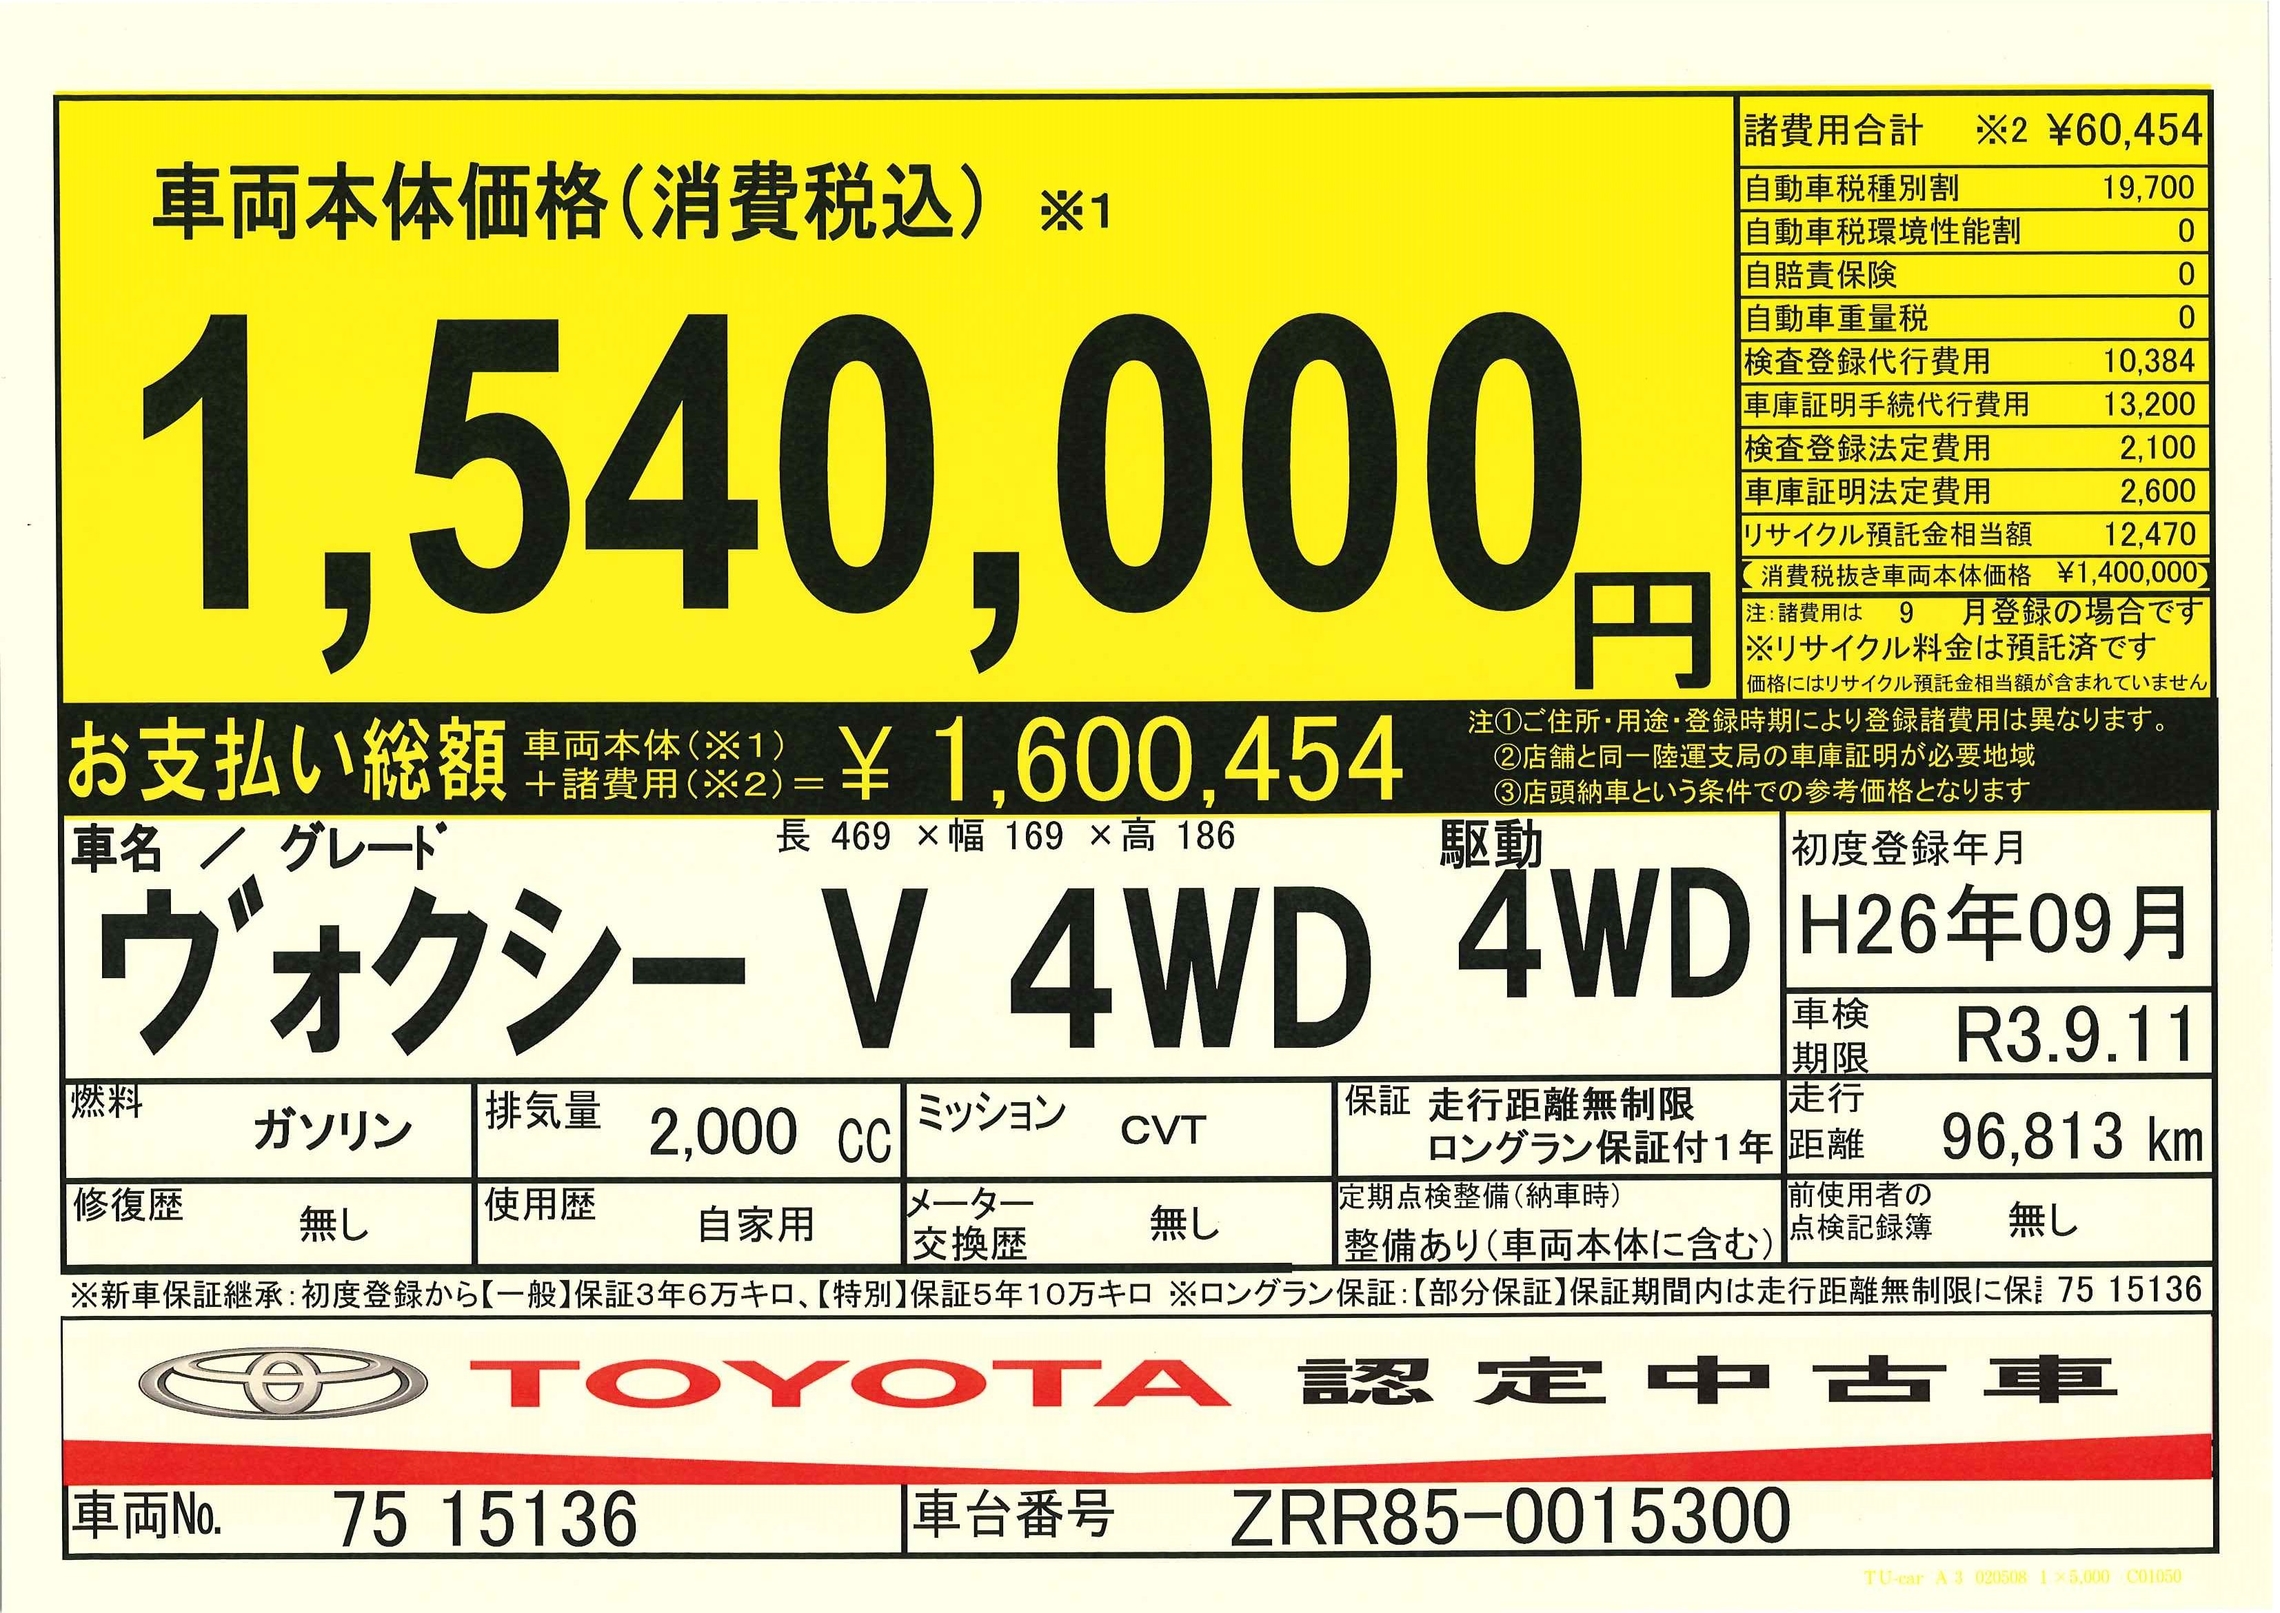 車両本体価格（消費税込） ※1
1,540,000円
諸費用合計 ※2 ¥60,454
自動車税種別割 19,700
自動車税環境性能割 0
自賠責保険 0
自動車重量税 0
検査登録代行費用 10,384
車庫証明手続代行費用 13,200
検査登録法定費用 2,100
車庫証明法定費用 2,600
リサイクル預託金相当額 12,470
（ 消費税抜き車両本体価格 ¥1,400,000）
注：諸費用は 9 月登録の場合です
※リサイクル料金は預託済です
価格にはリサイクル預託金相当額が含まれていません
お支払い総額 車両本体（※1）＋諸費用（※2）＝ ¥ 1,600,454
注①ご住所・用途・登録時期により登録諸費用は異なります。
②店舗と同一陸運支局の車庫証明が必要地域
③店頭納車という条件での参考価格となります
車名 ／ グレード 長 469 ×幅 169 ×高 186 駆動
ヴォクシー V 4WD 4WD
初度登録年月
H26年09月
車検期限 R3.9.11
燃料 ガソリン 排気量 2,000 CC ミッション CVT 保証 走行距離無制限 ロングラン保証付1年 走行距離 96,813 km
修復歴 無し 使用歴 自家用 メーター交換歴 無し 定期点検整備（納車時） 整備あり（車両本体に含む） 前使用者の点検記録簿 無し
※新車保証継承：初度登録から【一般】保証3年6万キロ、【特別】保証5年10万キロ ※ロングラン保証：【部分保証】保証期間内は走行距離無制限に保 75 15136
TOYOTA 認定中古車
車両No. 75 15136 車台番号 ZRR85-0015300
TU-car A3 020508 1×5,000 C01050